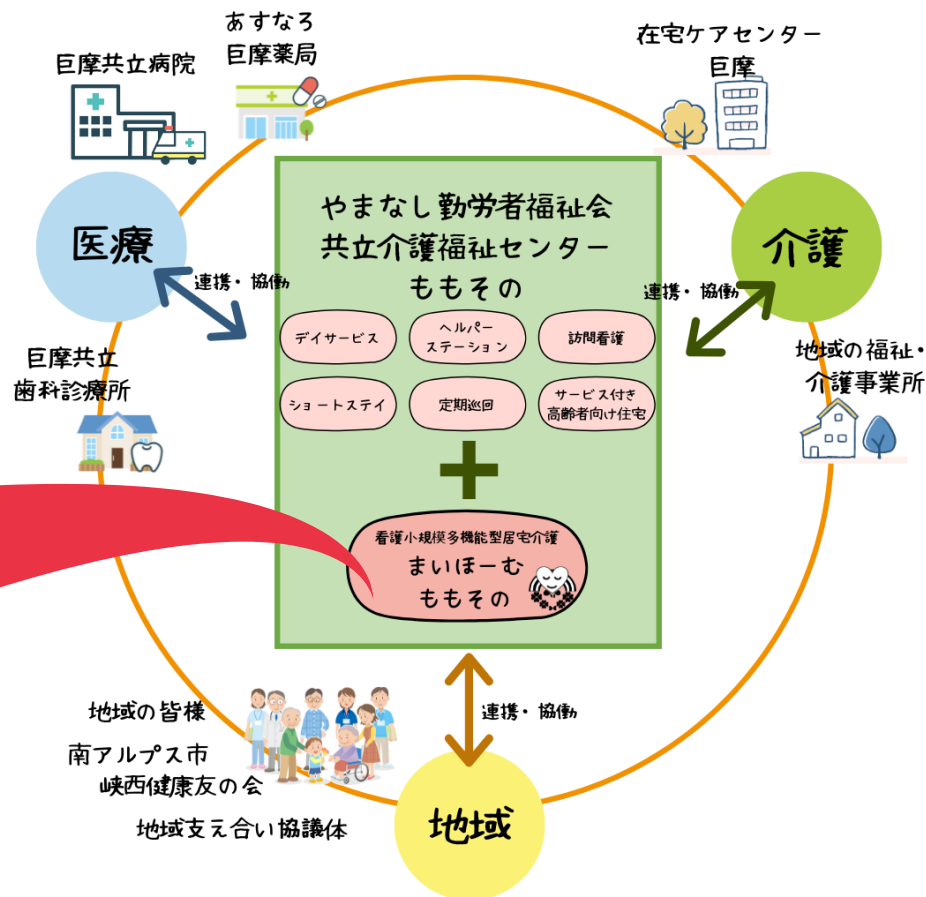 あすなろ
巨摩薬局
巨摩共立病院
在宅ケアセンター
巨摩
医療
連携・協働
巨摩共立
歯科診療所
やまなし勤労者福祉会
共立介護福祉センター
ももその
デイサービス
ヘルパー
ステーション
訪問看護
ショートステイ
定期巡回
サービス付き
高齢者向け住宅
看護小規模多機能型居宅介護
まいほーむ
ももその
介護
連携・協働
地域の福祉・
介護事業所
連携・協働
地域の皆様
南アルプス市
峡西健康友の会
地域支え合い協議体
地域